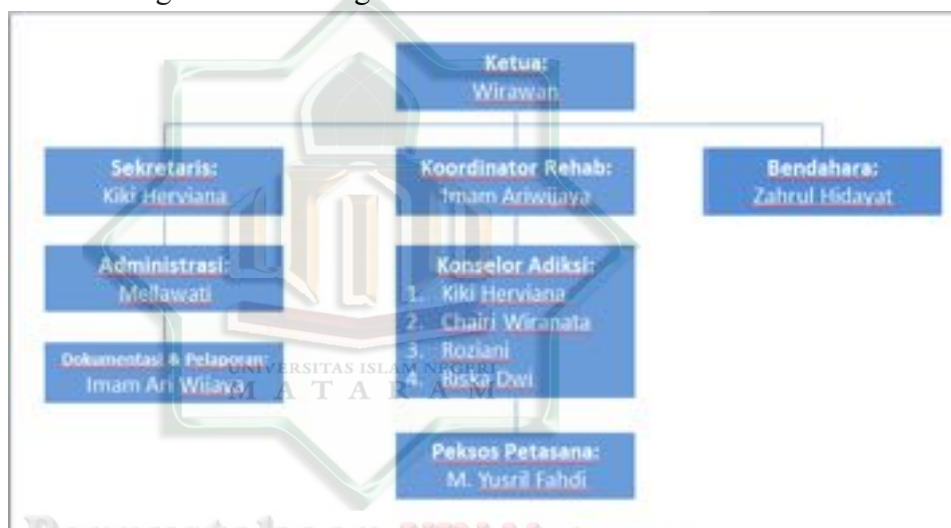 Ketua:
Wirawan
Sekretaris:
Kiki Herviana
Koordinator Rehab:
Imam Ariwijaya
Bendahara:
Zahrul Hidayat
Administrasi:
Mellawati
Konselor Adiksi:
1. Kiki Herviana
2. Chairi Wiranata
3. Roziani
4. Riska Dwi
Dokumentasi & Pelaporan:
Imam Ari Wijaya
UNIVERSITAS ISLAM NEGERI
MATARAM
Peksos Petasana:
M. Yusril Fahdi